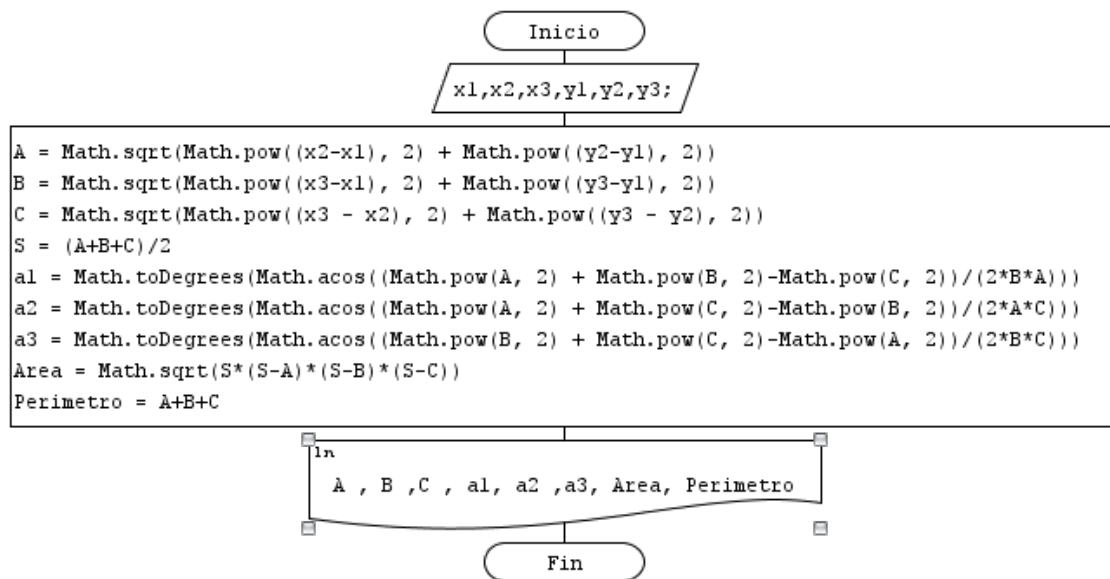 Inicio
x1,x2,x3,y1,y2,y3;
A = Math.sqrt(Math.pow((x2-x1), 2) + Math.pow((y2-y1), 2))
B = Math.sqrt(Math.pow((x3-x1), 2) + Math.pow((y3-y1), 2))
C = Math.sqrt(Math.pow((x3 - x2), 2) + Math.pow((y3 - y2), 2))
S = (A+B+C)/2
a1 = Math.toDegrees(Math.acos((Math.pow(A, 2) + Math.pow(B, 2)-Math.pow(C, 2))/(2*B*A)))
a2 = Math.toDegrees(Math.acos((Math.pow(A, 2) + Math.pow(C, 2)-Math.pow(B, 2))/(2*A*C)))
a3 = Math.toDegrees(Math.acos((Math.pow(B, 2) + Math.pow(C, 2)-Math.pow(A, 2))/(2*B*C)))
Area = Math.sqrt(S*(S-A)*(S-B)*(S-C))
Perimetro = A+B+C
ln
A , B ,C , a1, a2 ,a3, Area, Perimetro
Fin